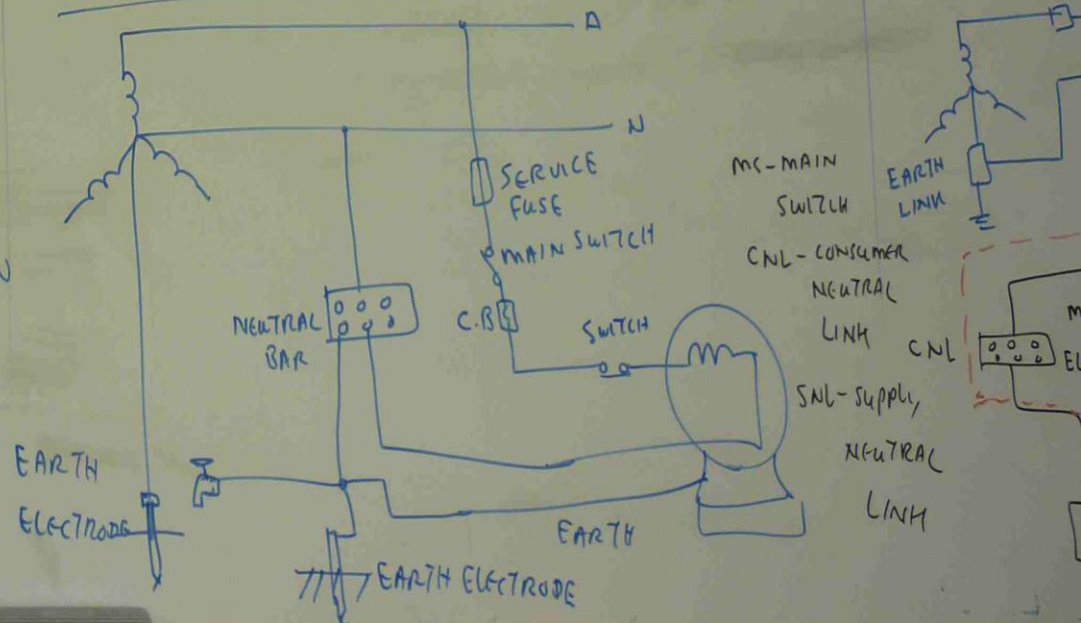 A
N
SERVICE
FUSE
MAIN SWITCH
C.B
SWITCH
NEUTRAL
BAR
EARTH
ELECTRODE
EARTH
EARTH ELECTRODE
MS-MAIN
SWITCH
CNL-CONSUMER
NEUTRAL
LINK
SNL-SUPPLY
NEUTRAL
LINK
EARTH
LINK
CNL
M
EL